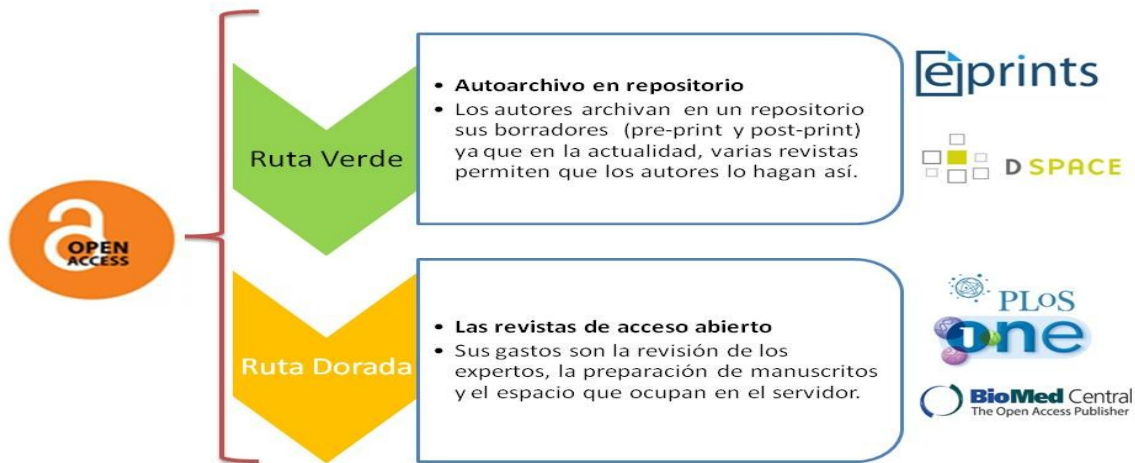 a
OPEN
ACCESS
Ruta Verde
• Autoarchivo en repositorio
• Los autores archivan en un repositorio
sus borradores (pre-print y post-print)
ya que en la actualidad, varias revistas
permiten que los autores lo hagan así.
eprints
D SPACE
Ruta Dorada
• Las revistas de acceso abierto
• Sus gastos son la revisión de los
expertos, la preparación de manuscritos
y el espacio que ocupan en el servidor.
PLoS
one
BioMed Central
The Open Access Publisher